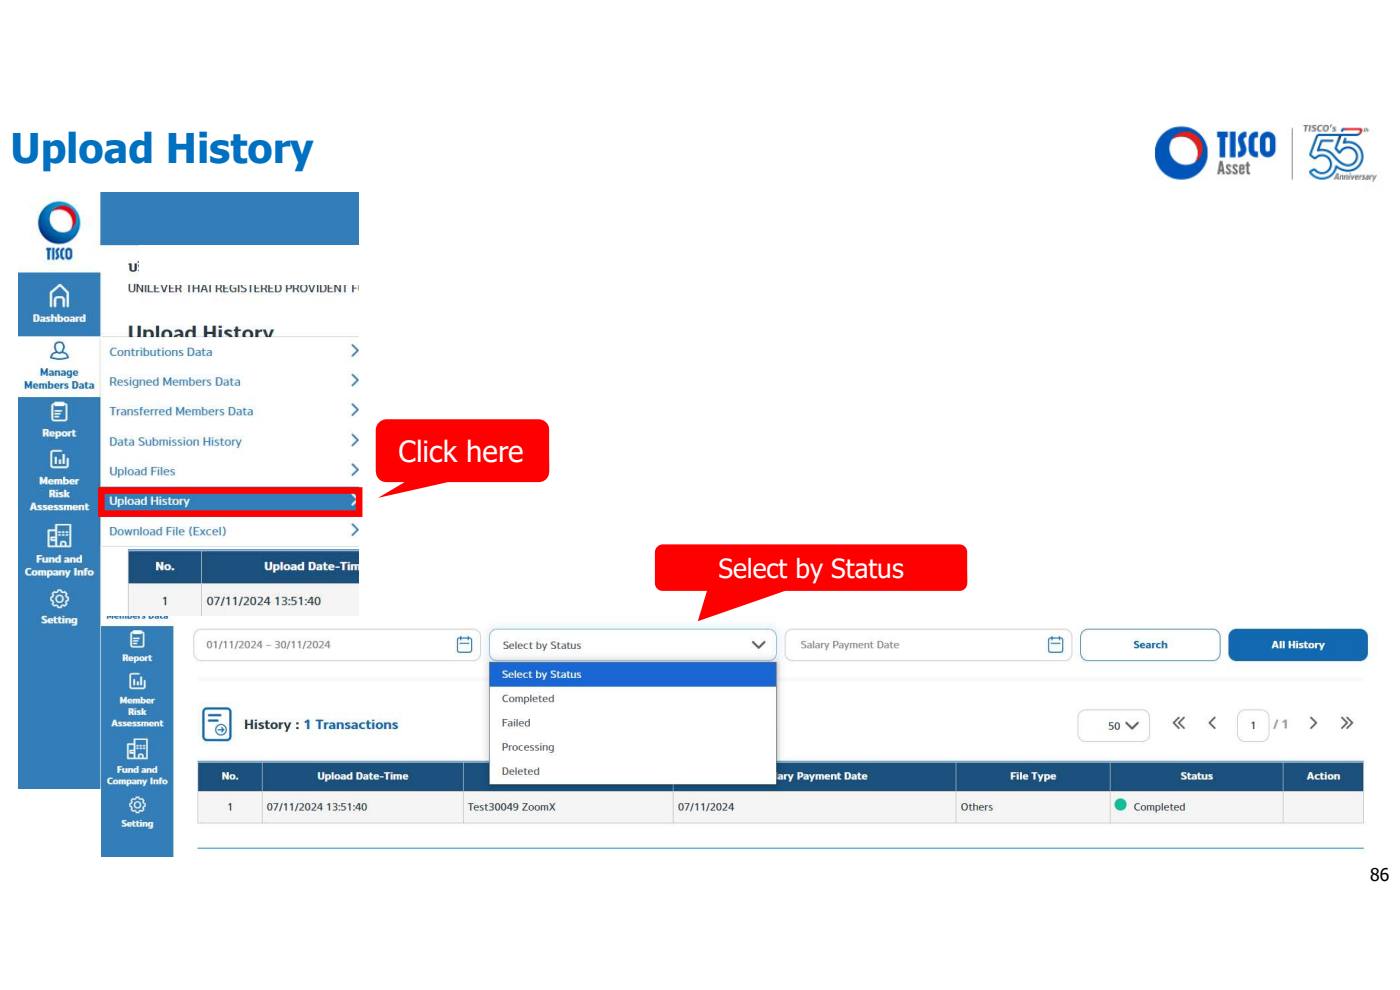 Upload History
TISCO
Asset
TISCO's
th
55
Anniversary
TISCO
UNILEVER THAI REGISTERED PROVIDENT
Upload History
Dashboard
Manage
Members Data
Report
Member
Risk
Assessment
Fund and
Company Info
Setting
Contributions Data
Resigned Members Data
Transferred Members Data
Data Submission History
Upload Files
Upload History
Download File (Excel)
Click here
No. Upload Date-Tim
1 07/11/2024 13:51:40
Select by Status
Members Data
Report
Member
Risk
Assessment
Fund and
Company Info
Setting
01/11/2024 – 30/11/2024 Select by Status Salary Payment Date Search All History
Select by Status
Completed
Failed
Processing
Deleted
History : 1 Transactions
50 1 / 1
No. Upload Date-Time ary Payment Date File Type Status Action
1 07/11/2024 13:51:40 Test30049 ZoomX 07/11/2024 Others Completed
86